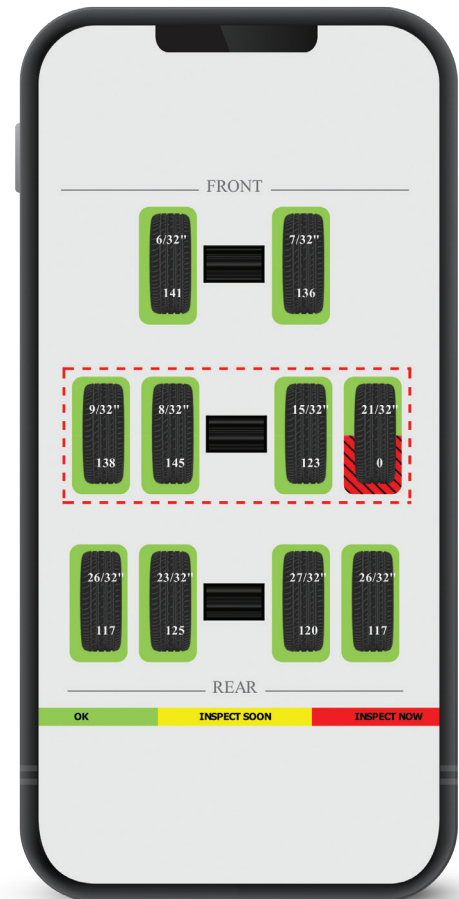 FRONT
6/32" 7/32"
141 136
9/32" 8/32" 15/32" 21/32"
138 145 123 0
26/32" 23/32" 27/32" 26/32"
117 125 120 117
REAR
OK INSPECT SOON INSPECT NOW